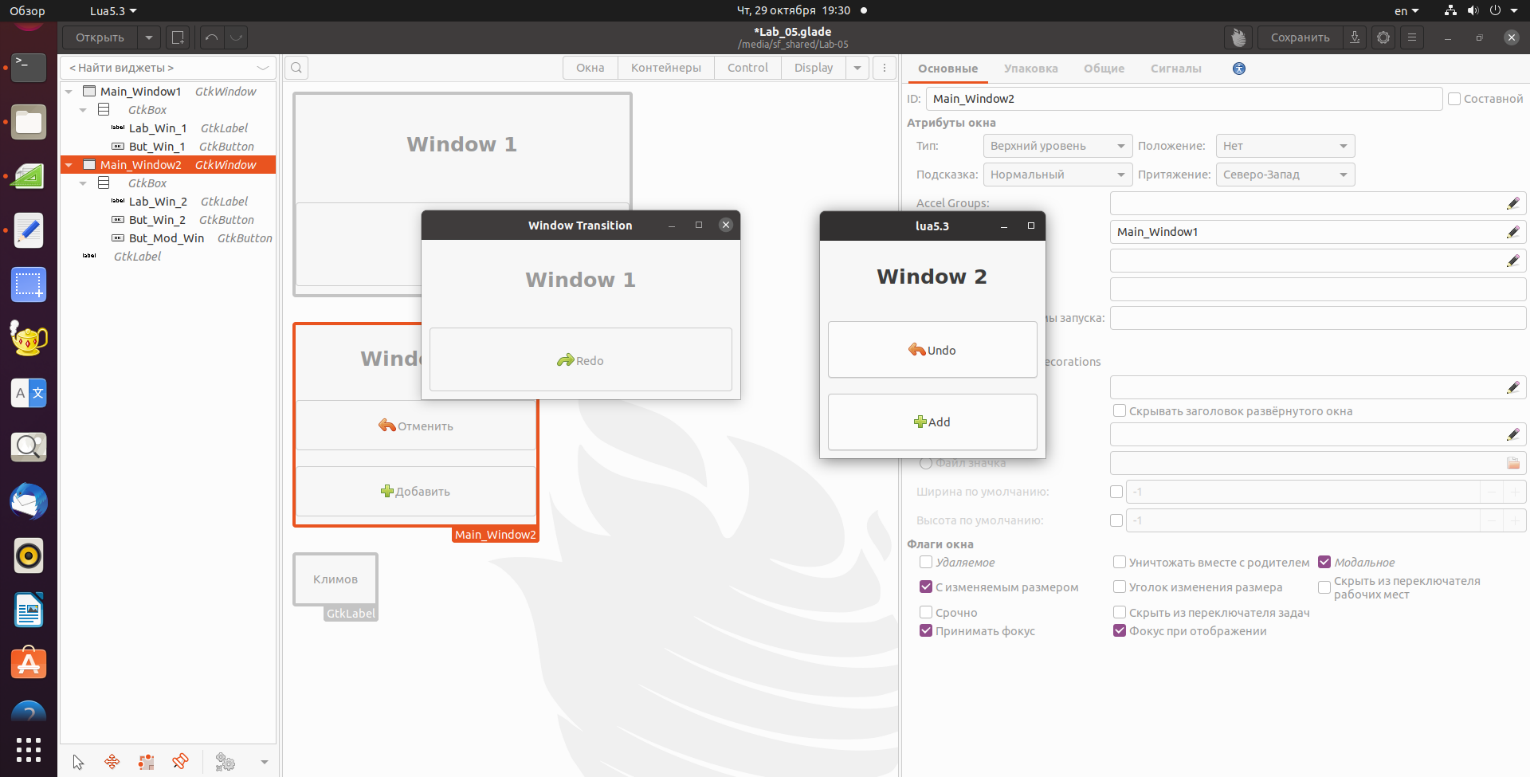 Обзор
Lua5.3
Чт, 29 октября 19:30
en
Открыть
*Lab_05.glade
/media/sf_shared/Lab-05
Сохранить
< Найти виджеты >
Окна
Контейнеры
Control
Display
Основные
Упаковка
Общие
Сигналы
Main_Window1 GtkWindow
GtkBox
Lab_Win_1 GtkLabel
But_Win_1 GtkButton
Main_Window2 GtkWindow
GtkBox
Lab_Win_2 GtkLabel
But_Win_2 GtkButton
But_Mod_Win GtkButton
GtkLabel
Window 1
Window Transition
Window 1
Redo
lua5.3
Window 2
Undo
Add
Отменить
Добавить
Main_Window2
Климов
GtkLabel
ID:
Main_Window2
Составной
Атрибуты окна
Тип:
Верхний уровень
Положение:
Нет
Подсказка:
Нормальный
Притяжение:
Северо-Запад
Accel Groups:
Main_Window1
мы запуска:
ecorations
Скрывать заголовок развёрнутого окна
Файл значка
Ширина по умолчанию:
-1
Высота по умолчанию:
-1
Флаги окна
Удаляемое
Уничтожать вместе с родителем
Модальное
С изменяемым размером
Уголок изменения размера
Скрыть из переключателя
рабочих мест
Срочно
Скрыть из переключателя задач
Принимать фокус
Фокус при отображении